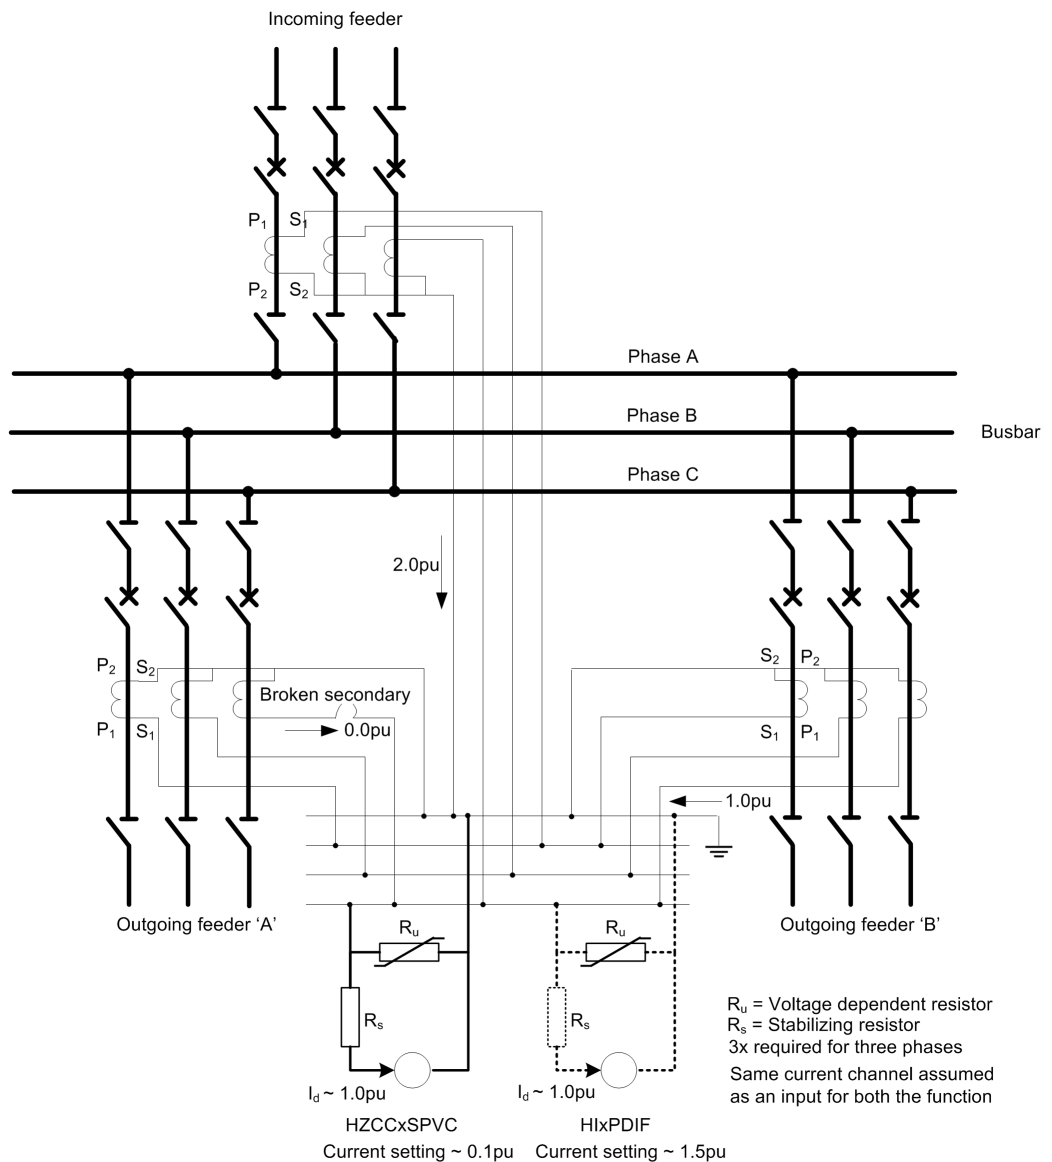 Incoming feeder
P1 S1
P2 S2
Phase A
Phase B
Busbar
Phase C
2.0pu
P2 S2
S2 P2
Broken secondary
P1 S1
0.0pu
S1 P1
1.0pu
Outgoing feeder ‘A’
Ru
Ru
Outgoing feeder ‘B’
Rs
Rs
Ru = Voltage dependent resistor
Rs = Stabilizing resistor
3x required for three phases
Same current channel assumed
as an input for both the function
Id ~ 1.0pu
Id ~ 1.0pu
HZCCxSPVC
HIxPDIF
Current setting ~ 0.1pu
Current setting ~ 1.5pu